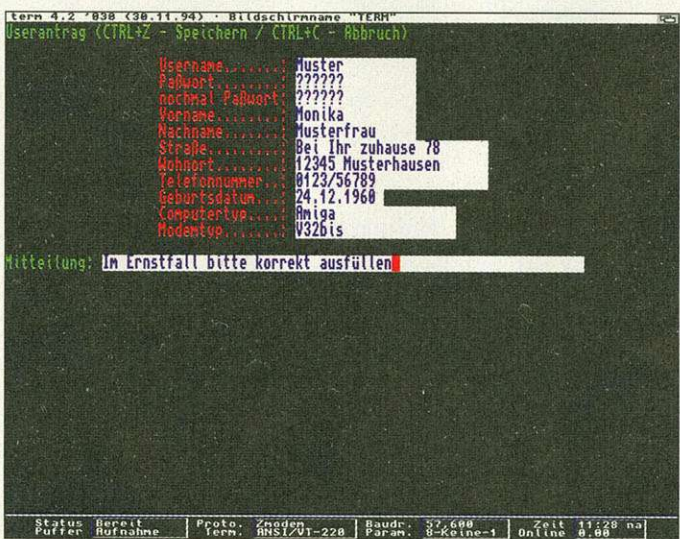 term 4.2 '030 (30.11.94) · Bildschirmname "TERM"
Userantrag (CTRL+Z - Speichern / CTRL+C - Abbruch)
Username.......: Muster
Paßwort........: ??????
nochmal Paßwort: ??????
Vorname........: Monika
Nachname.......: Musterfrau
Straße.........: Bei Ihr zuhause 78
Wohnort........: 12345 Musterhausen
Telefonnummer..: 0123/56789
Geburtsdatum...: 24.12.1960
Computertyp....: Amiga
Modemtyp.......: V32bis
Mitteilung: Im Ernstfall bitte korrekt ausfüllen
Status Bereit Proto. Zmodem Baudr. 57,600 Zeit 11:28 na
Puffer Aufnahme Term. ANSI/VT-220 Param. 8-Keine-1 Online 0.00